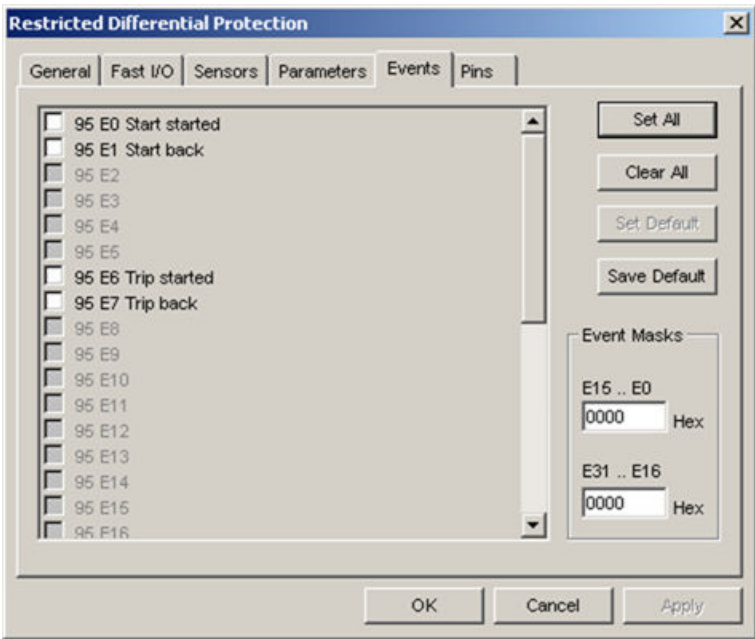 Restricted Differential Protection
General Fast I/O Sensors Parameters Events Pins
95 E0 Start started
95 E1 Start back
95 E2
95 E3
95 E4
95 E5
95 E6 Trip started
95 E7 Trip back
95 E8
95 E9
95 E10
95 E11
95 E12
95 E13
95 E14
95 E15
95 E16
Set All
Clear All
Set Default
Save Default
Event Masks
E15 .. E0
0000 Hex
E31 .. E16
0000 Hex
OK Cancel Apply